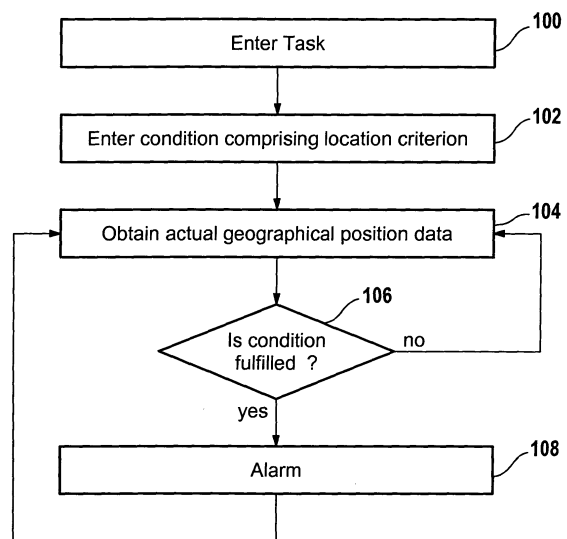 100
Enter Task
102
Enter condition comprising location criterion
104
Obtain actual geographical position data
106
Is condition
fulfilled ?
no
yes
108
Alarm